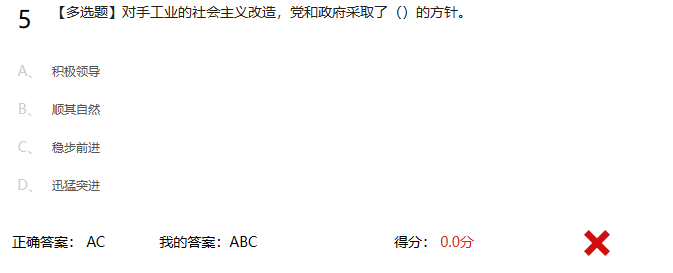 5 【多选题】对手工业的社会主义改造，党和政府采取了（）的方针。
A、 积极领导
B、 顺其自然
C、 稳步前进
D、 迅猛突进
正确答案： AC 我的答案：ABC 得分： 0.0分